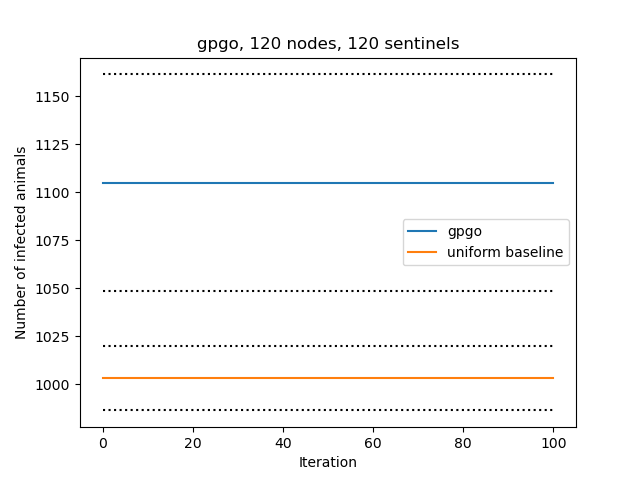 gpgo, 120 nodes, 120 sentinels
Number of infected animals
1150
1125
1100
1075
1050
1025
1000
gpgo
uniform baseline
0
20
40
60
80
100
Iteration